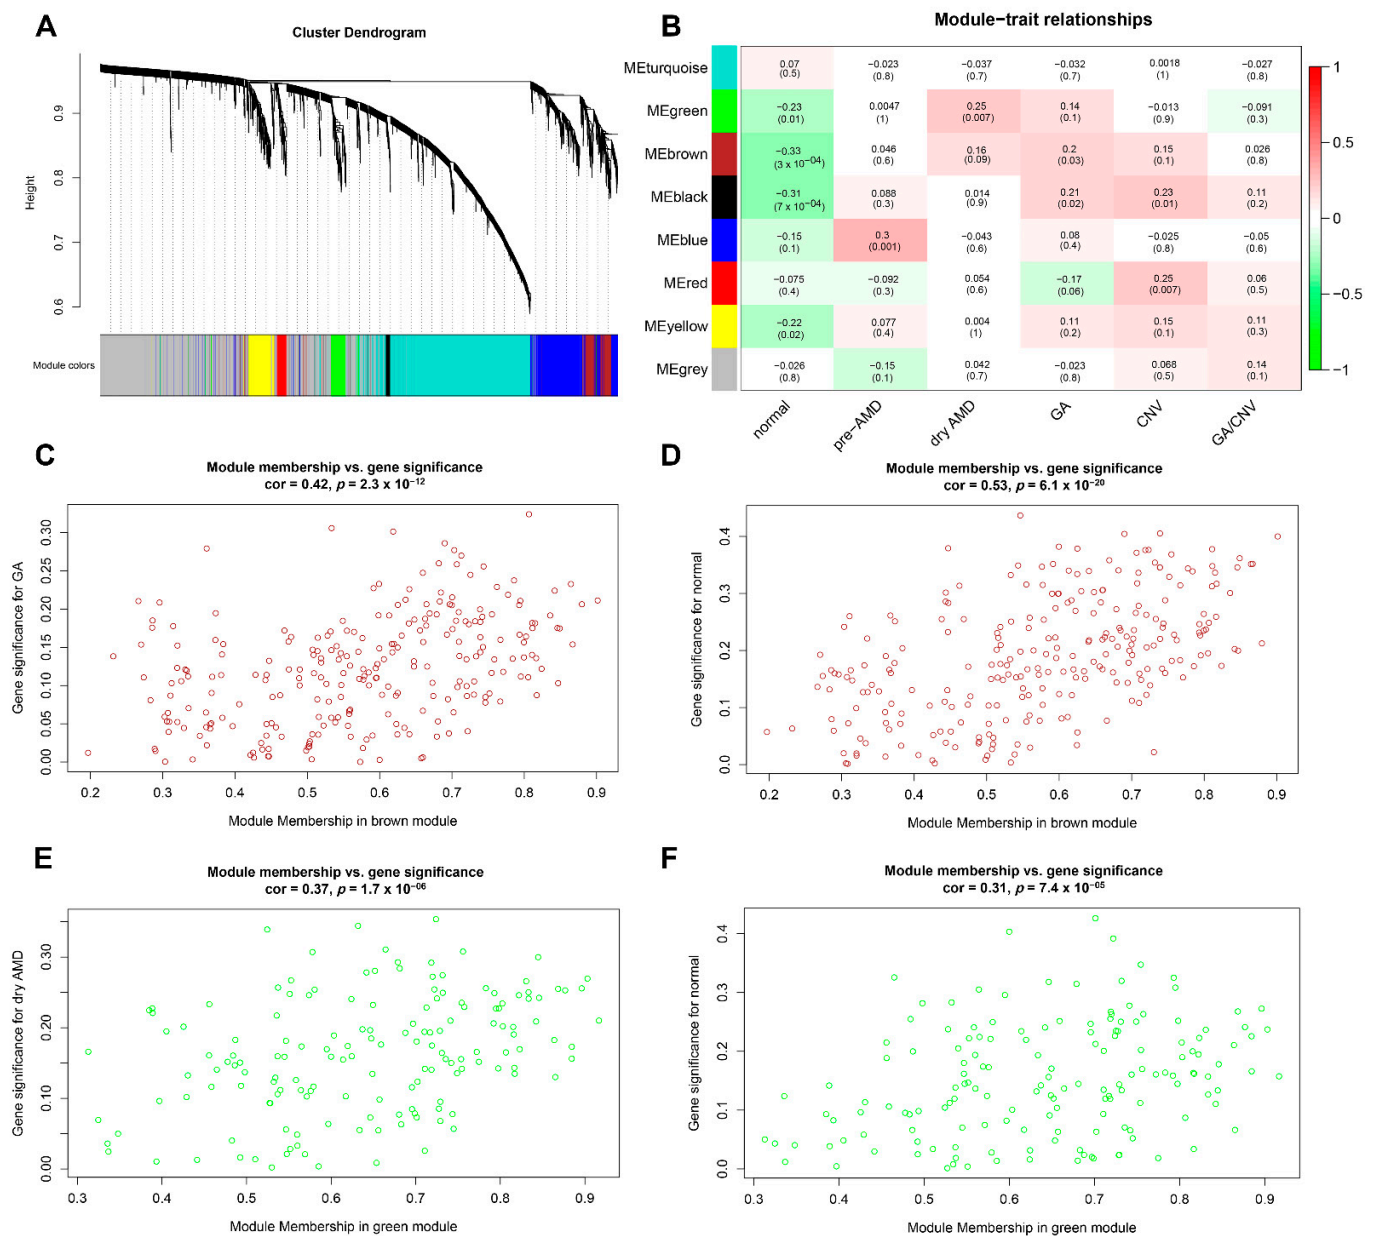 A
Cluster Dendrogram
Height
0.9
0.8
0.7
0.6
Module colors
B
Module−trait relationships
MEturquoise
0.07 −0.023 −0.037 −0.032 0.0018 −0.027
(0.5) (0.8) (0.7) (0.7) (1) (0.8)
MEgreen
−0.23 0.0047 0.25 0.14 −0.013 −0.091
(0.01) (1) (0.007) (0.1) (0.9) (0.3)
MEbrown
−0.33 0.046 0.16 0.2 0.15 0.026
(3 x 10−04) (0.6) (0.09) (0.03) (0.1) (0.8)
MEblack
−0.31 0.088 0.014 0.21 0.23 0.11
(7 x 10−04) (0.3) (0.9) (0.02) (0.01) (0.2)
MEblue
−0.15 0.3 −0.043 0.08 −0.025 −0.05
(0.1) (0.001) (0.6) (0.4) (0.8) (0.6)
MEred
−0.075 −0.092 0.054 −0.17 0.25 0.06
(0.4) (0.3) (0.6) (0.06) (0.007) (0.5)
MEyellow
−0.22 0.077 0.004 0.11 0.15 0.11
(0.02) (0.4) (1) (0.2) (0.1) (0.3)
MEgrey
−0.026 −0.15 0.042 −0.023 0.068 0.14
(0.8) (0.1) (0.7) (0.8) (0.5) (0.1)
normal pre−AMD dry AMD GA CNV GA/CNV
1
0.5
0
−0.5
−1
C
Module membership vs. gene significance
cor = 0.42, p = 2.3 x 10−12
Gene significance for GA
0.30
0.25
0.20
0.15
0.10
0.05
0.00
0.2 0.3 0.4 0.5 0.6 0.7 0.8 0.9
Module Membership in brown module
D
Module membership vs. gene significance
cor = 0.53, p = 6.1 x 10−20
Gene significance for normal
0.4
0.3
0.2
0.1
0.0
0.2 0.3 0.4 0.5 0.6 0.7 0.8 0.9
Module Membership in brown module
E
Module membership vs. gene significance
cor = 0.37, p = 1.7 x 10−06
Gene significance for dry AMD
0.30
0.20
0.10
0.00
0.3 0.4 0.5 0.6 0.7 0.8 0.9
Module Membership in green module
F
Module membership vs. gene significance
cor = 0.31, p = 7.4 x 10−05
Gene significance for normal
0.4
0.3
0.2
0.1
0.0
0.3 0.4 0.5 0.6 0.7 0.8 0.9
Module Membership in green module